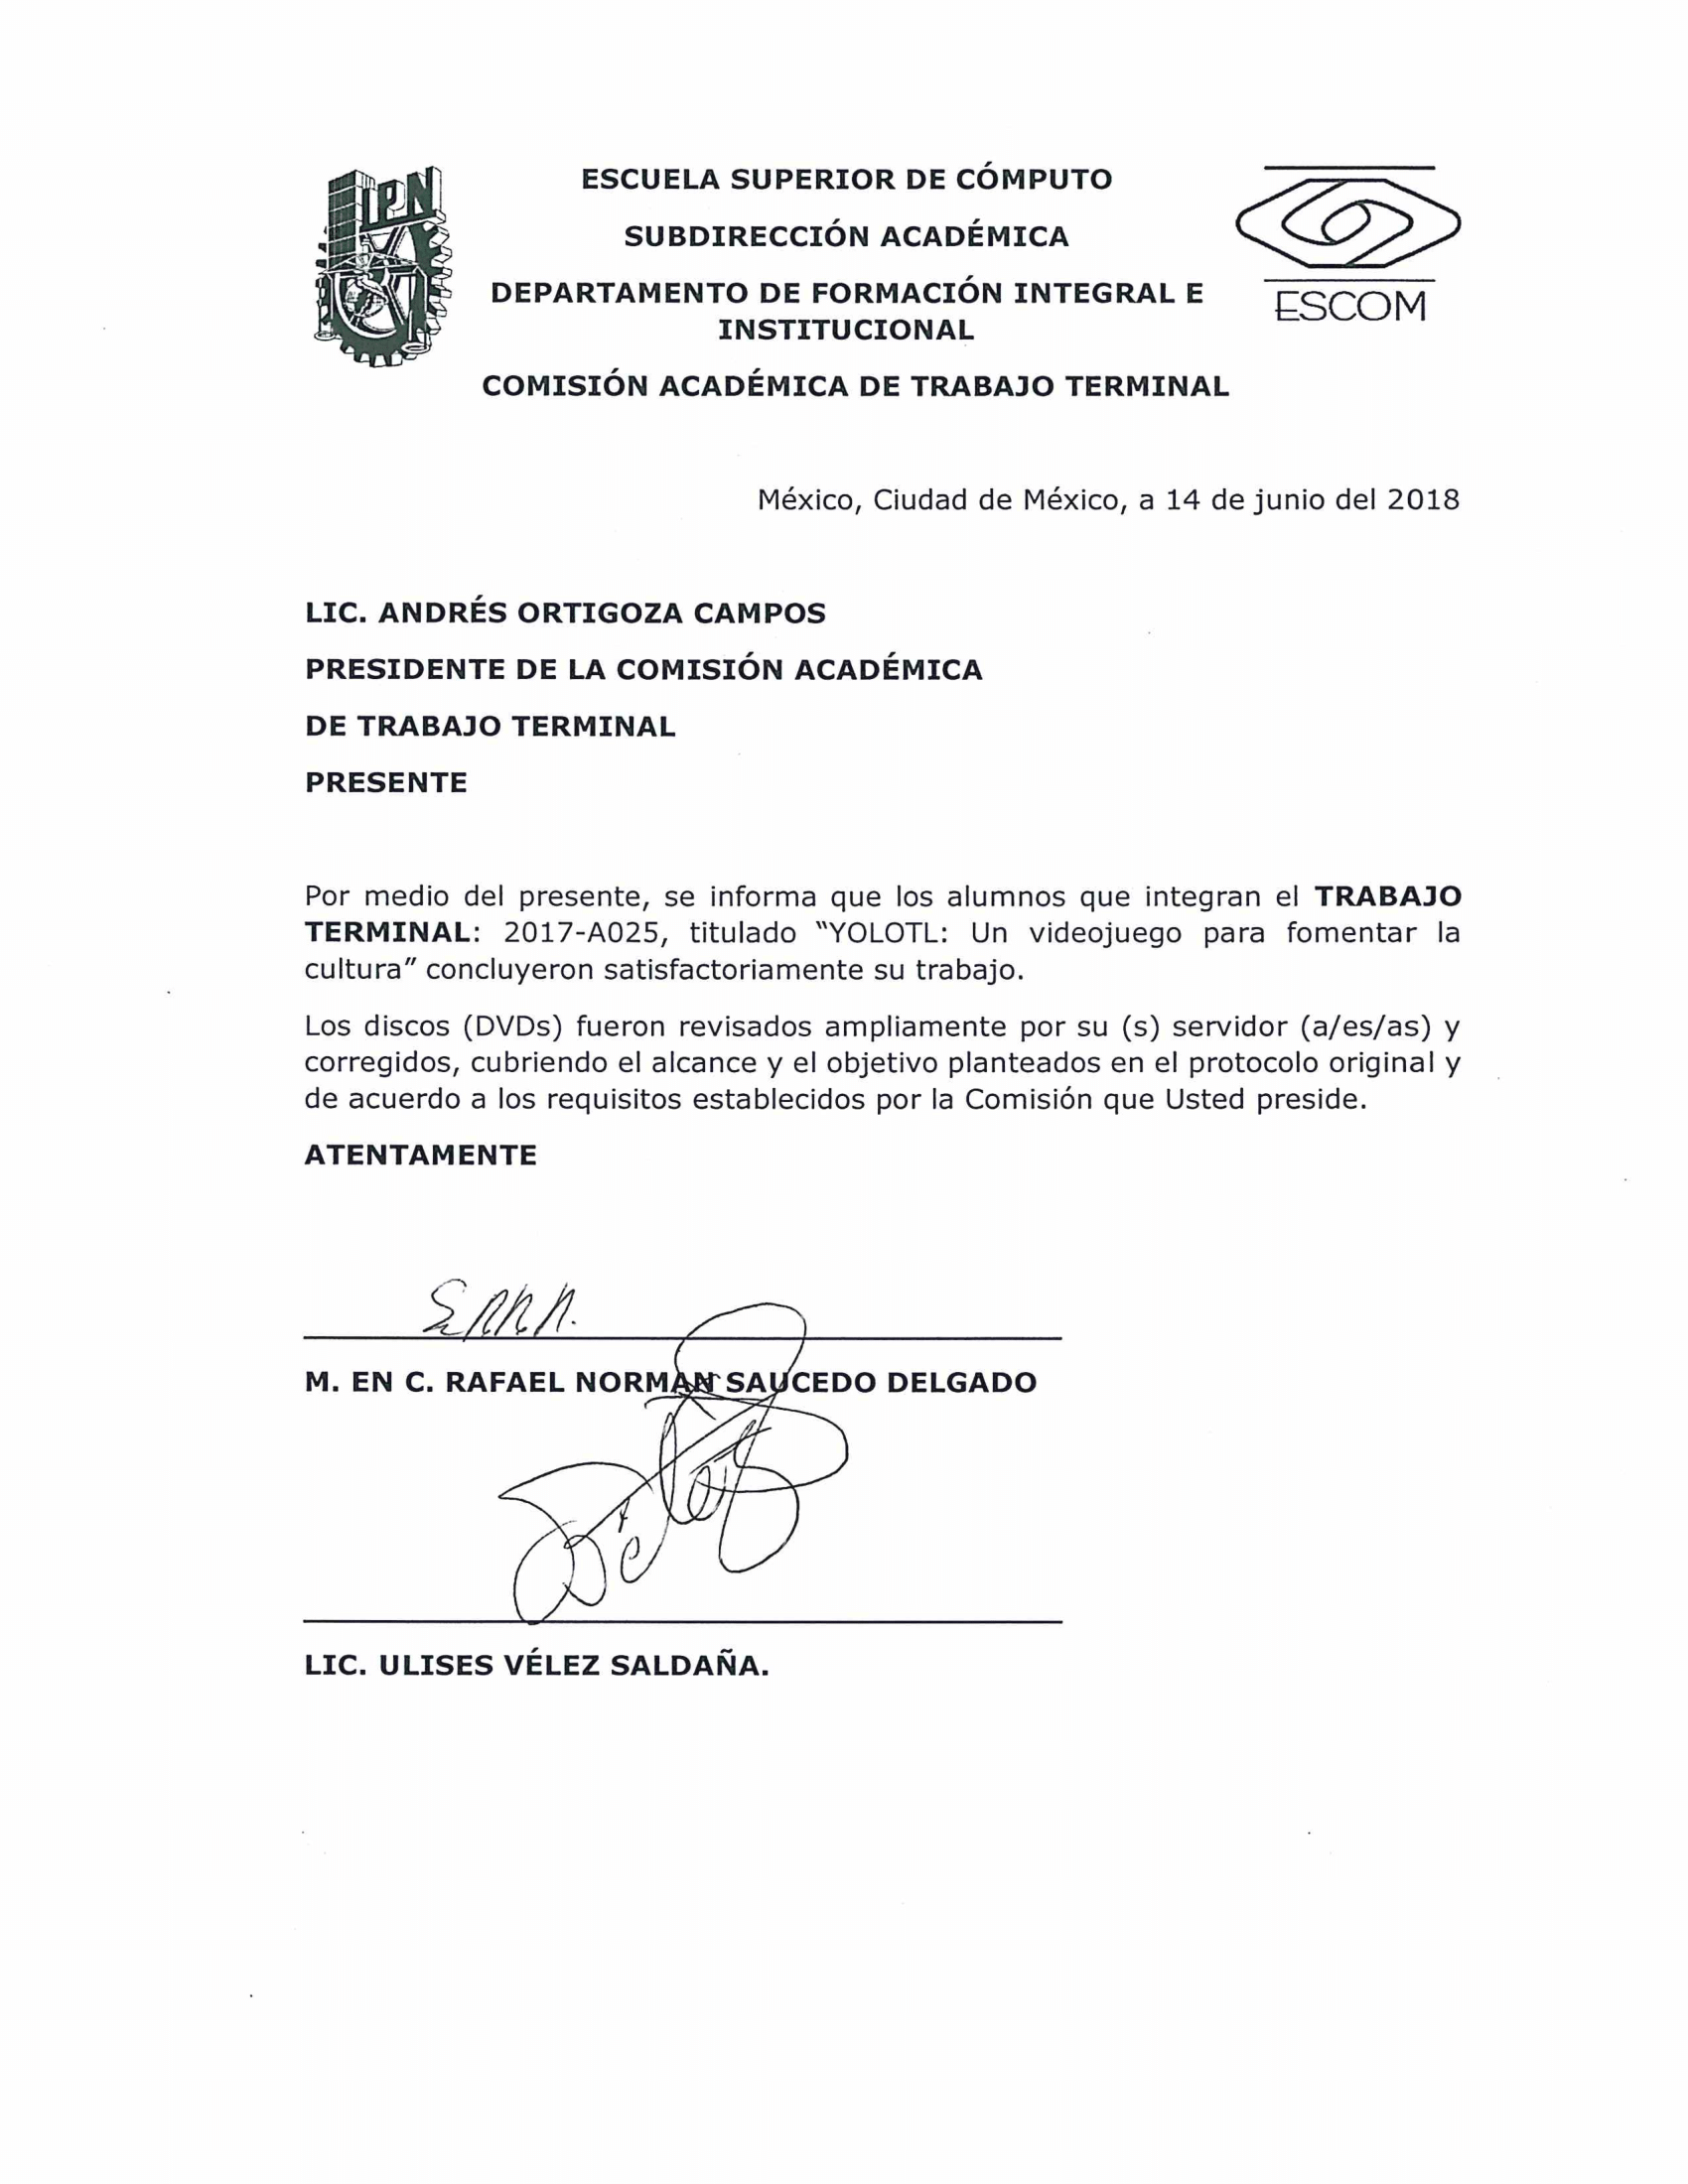 IPN
ESCUELA SUPERIOR DE CÓMPUTO
SUBDIRECCIÓN ACADÉMICA
DEPARTAMENTO DE FORMACIÓN INTEGRAL E
INSTITUCIONAL
COMISIÓN ACADÉMICA DE TRABAJO TERMINAL
ESCOM
México, Ciudad de México, a 14 de junio del 2018
LIC. ANDRÉS ORTIGOZA CAMPOS
PRESIDENTE DE LA COMISIÓN ACADÉMICA
DE TRABAJO TERMINAL
PRESENTE
Por medio del presente, se informa que los alumnos que integran el TRABAJO
TERMINAL: 2017-A025, titulado "YOLOTL: Un videojuego para fomentar la
cultura" concluyeron satisfactoriamente su trabajo.
Los discos (DVDs) fueron revisados ampliamente por su (s) servidor (a/es/as) y
corregidos, cubriendo el alcance y el objetivo planteados en el protocolo original y
de acuerdo a los requisitos establecidos por la Comisión que Usted preside.
ATENTAMENTE
M. EN C. RAFAEL NORMAN SAUCEDO DELGADO
LIC. ULISES VÉLEZ SALDAÑA.